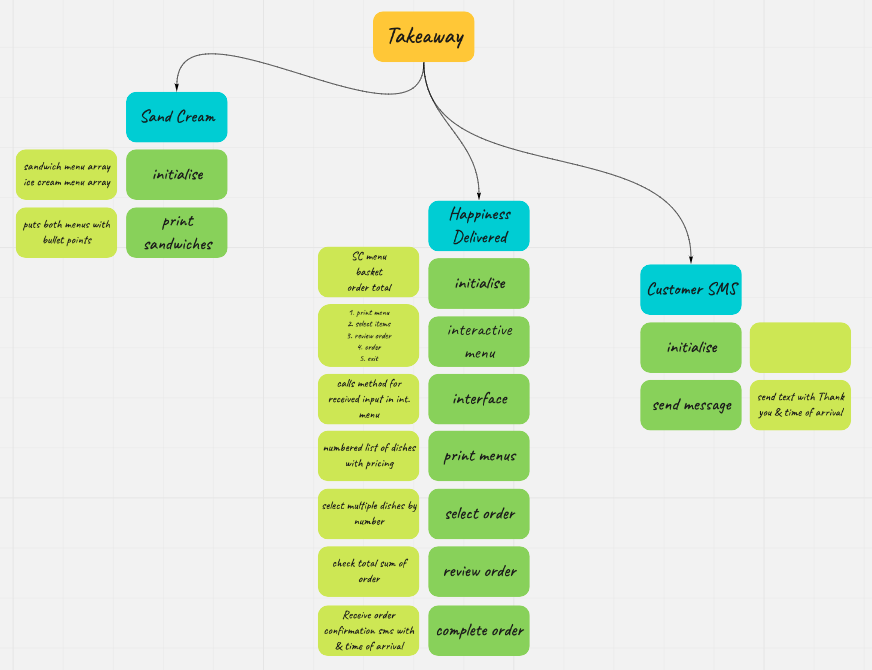 Takeaway
Sand Cream
sandwich menu array
ice cream menu array
initialise
puts both menus with
bullet points
print
sandwiches
Happiness
Delivered
SC menu
basket
order total
initialise
1. print menu
2. select items
3. review order
4. order
5. exit
interactive
menu
calls method for
received input in int.
menu
interface
numbered list of dishes
with pricing
print menus
select multiple dishes by
number
select order
check total sum of
order
review order
Receive order
confirmation sms with
& time of arrival
complete order
Customer SMS
initialise
send message
send text with Thank
you & time of arrival